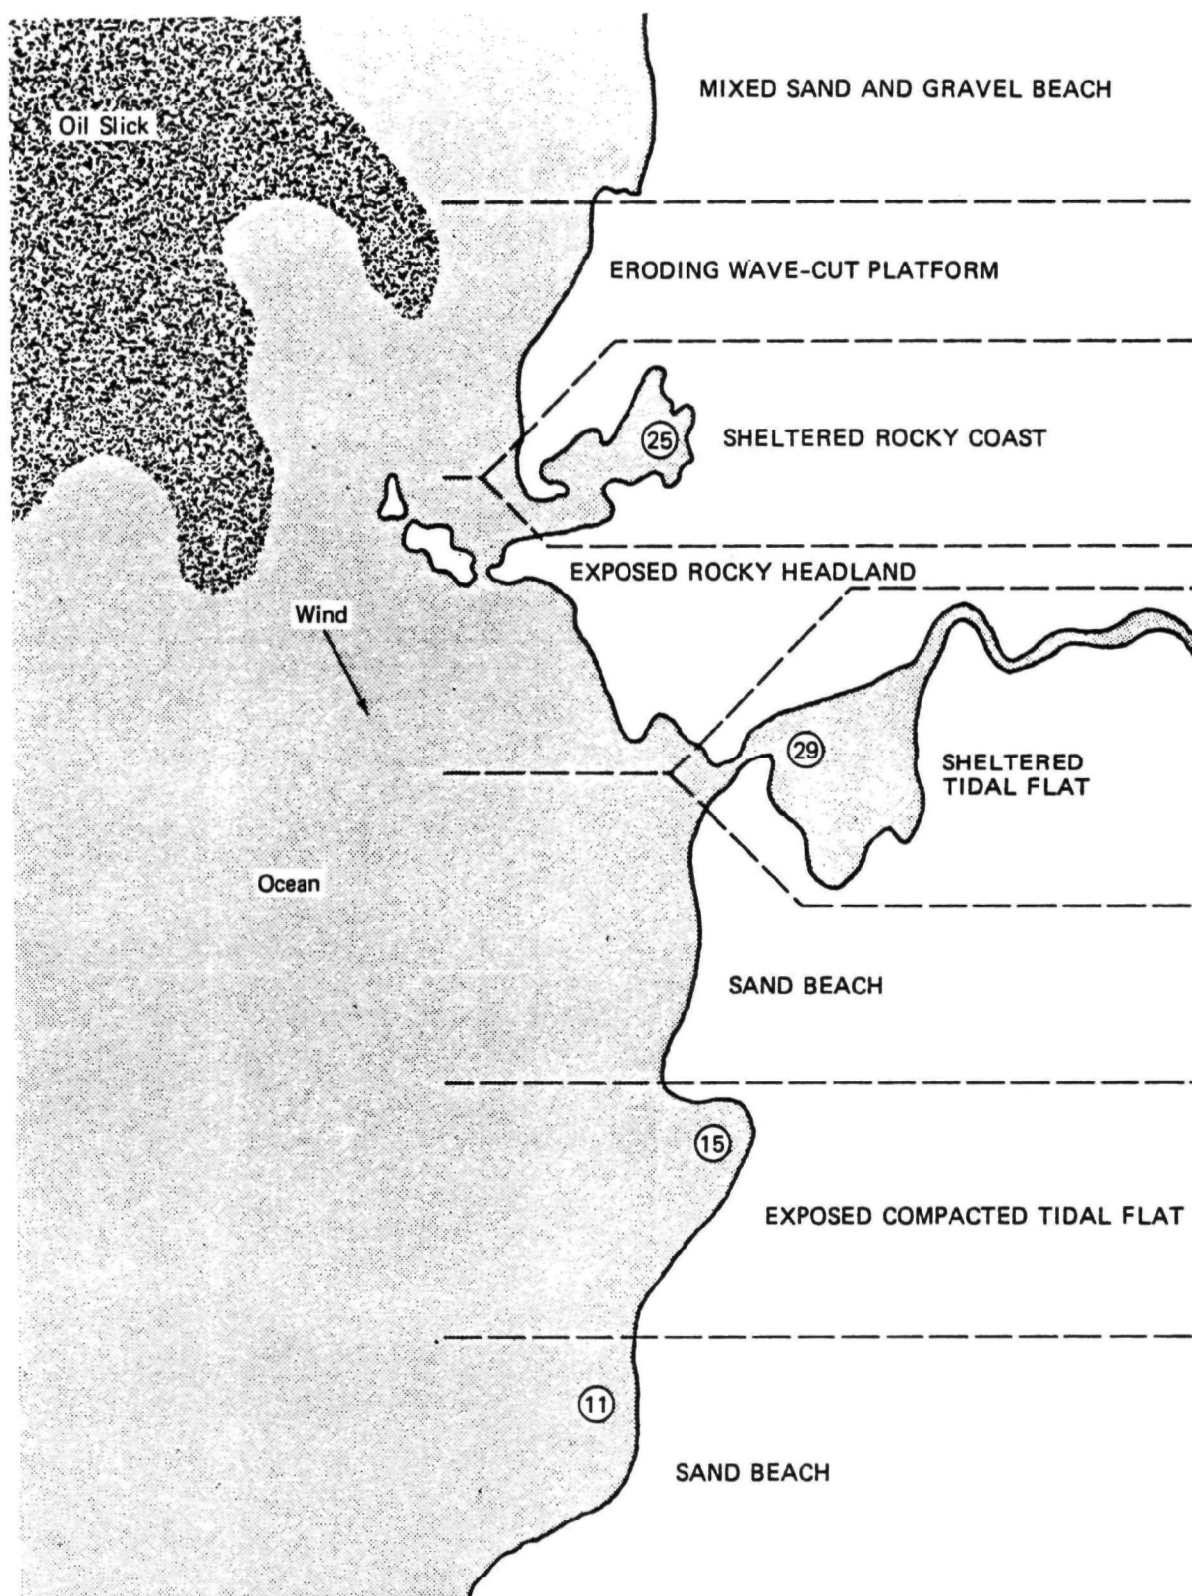 MIXED SAND AND GRAVEL BEACH
Oil Slick
ERODING WAVE-CUT PLATFORM
25
SHELTERED ROCKY COAST
EXPOSED ROCKY HEADLAND
Wind
29
SHELTERED
TIDAL FLAT
Ocean
SAND BEACH
15
EXPOSED COMPACTED TIDAL FLAT
11
SAND BEACH